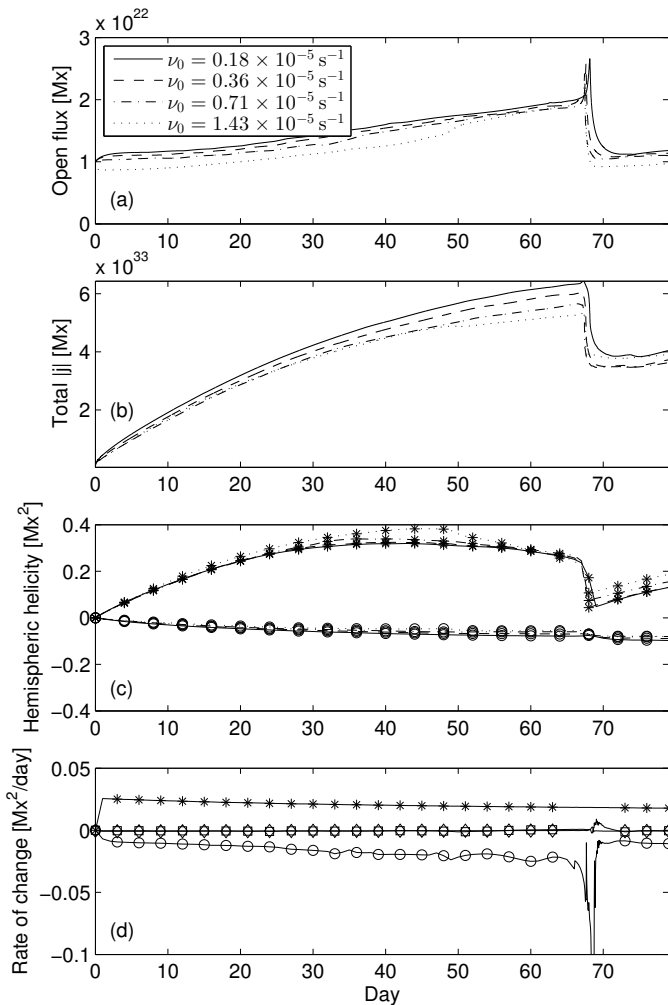 x 10^22
3
2
1
0
Open flux [Mx]
ν₀ = 0.18 × 10⁻⁵ s⁻¹
ν₀ = 0.36 × 10⁻⁵ s⁻¹
ν₀ = 0.71 × 10⁻⁵ s⁻¹
ν₀ = 1.43 × 10⁻⁵ s⁻¹
(a)
0 10 20 30 40 50 60 70
x 10^33
6
4
2
Total |j| [Mx]
(b)
0 10 20 30 40 50 60 70
0.4
0.2
0
−0.2
−0.4
Hemispheric helicity [Mx²]
(c)
0 10 20 30 40 50 60 70
0.05
0
−0.05
−0.1
Rate of change [Mx²/day]
(d)
0 10 20 30 40 50 60 70
Day